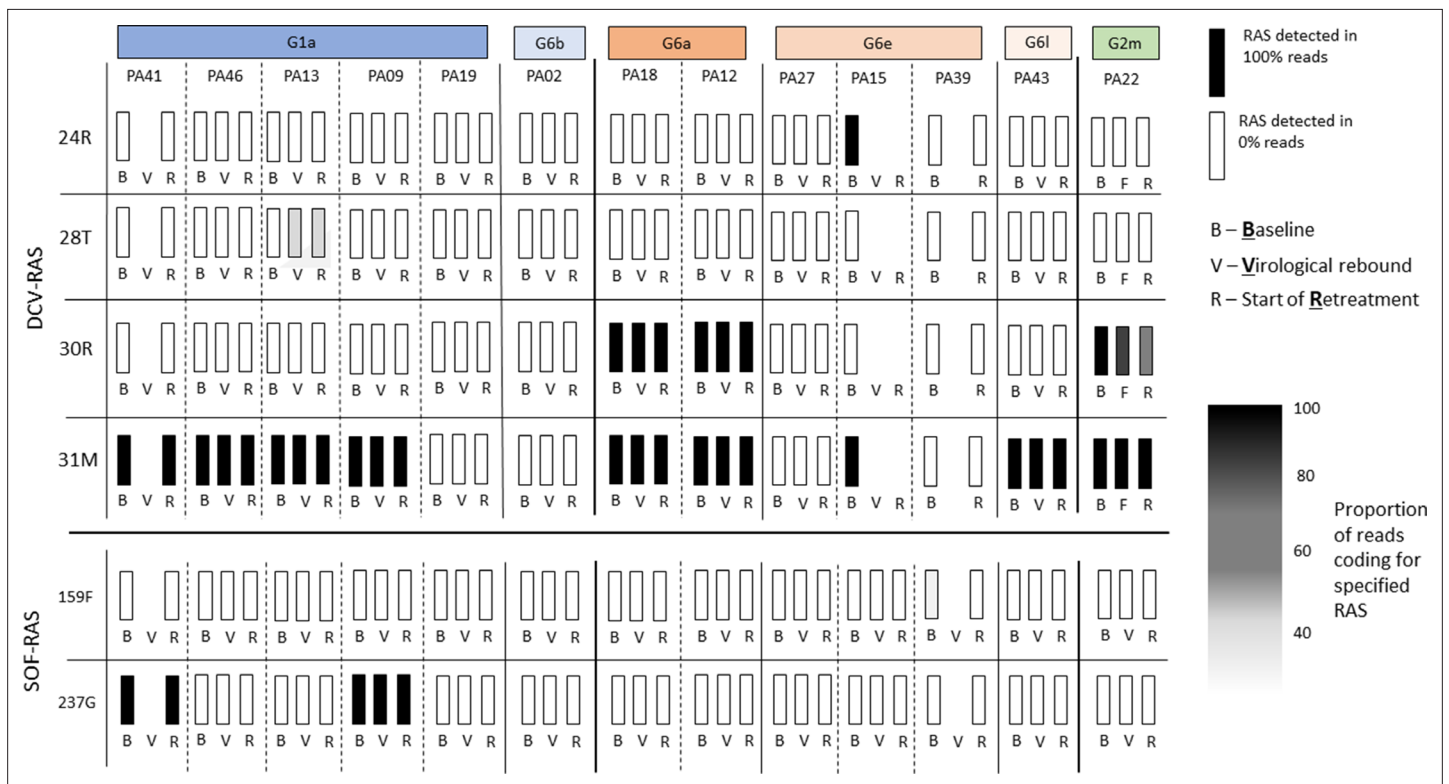 G1a G6b G6a G6e G6l G2m
PA41 PA46 PA13 PA09 PA19 PA02 PA18 PA12 PA27 PA15 PA39 PA43 PA22
DCV-RAS
24R
B V R B V R B V R B V R B V R B V R B V R B V R B V R B V R B R B V R B F R
28T
B V R B V R B V R B V R B V R B V R B V R B V R B V R B V R B R B V R B F R
30R
B V R B V R B V R B V R B V R B V R B V R B V R B V R B V R B R B V R B F R
31M
B V R B V R B V R B V R B V R B V R B V R B V R B V R B V R B R B V R B F R
SOF-RAS
159F
B V R B V R B V R B V R B V R B V R B V R B V R B V R B V R B V R B V R B V R
237G
B V R B V R B V R B V R B V R B V R B V R B V R B V R B V R B V R B V R B V R
RAS detected in
100% reads
RAS detected in
0% reads
B – Baseline
V – Virological rebound
R – Start of Retreatment
100
80
60
40
Proportion
of reads
coding for
specified
RAS